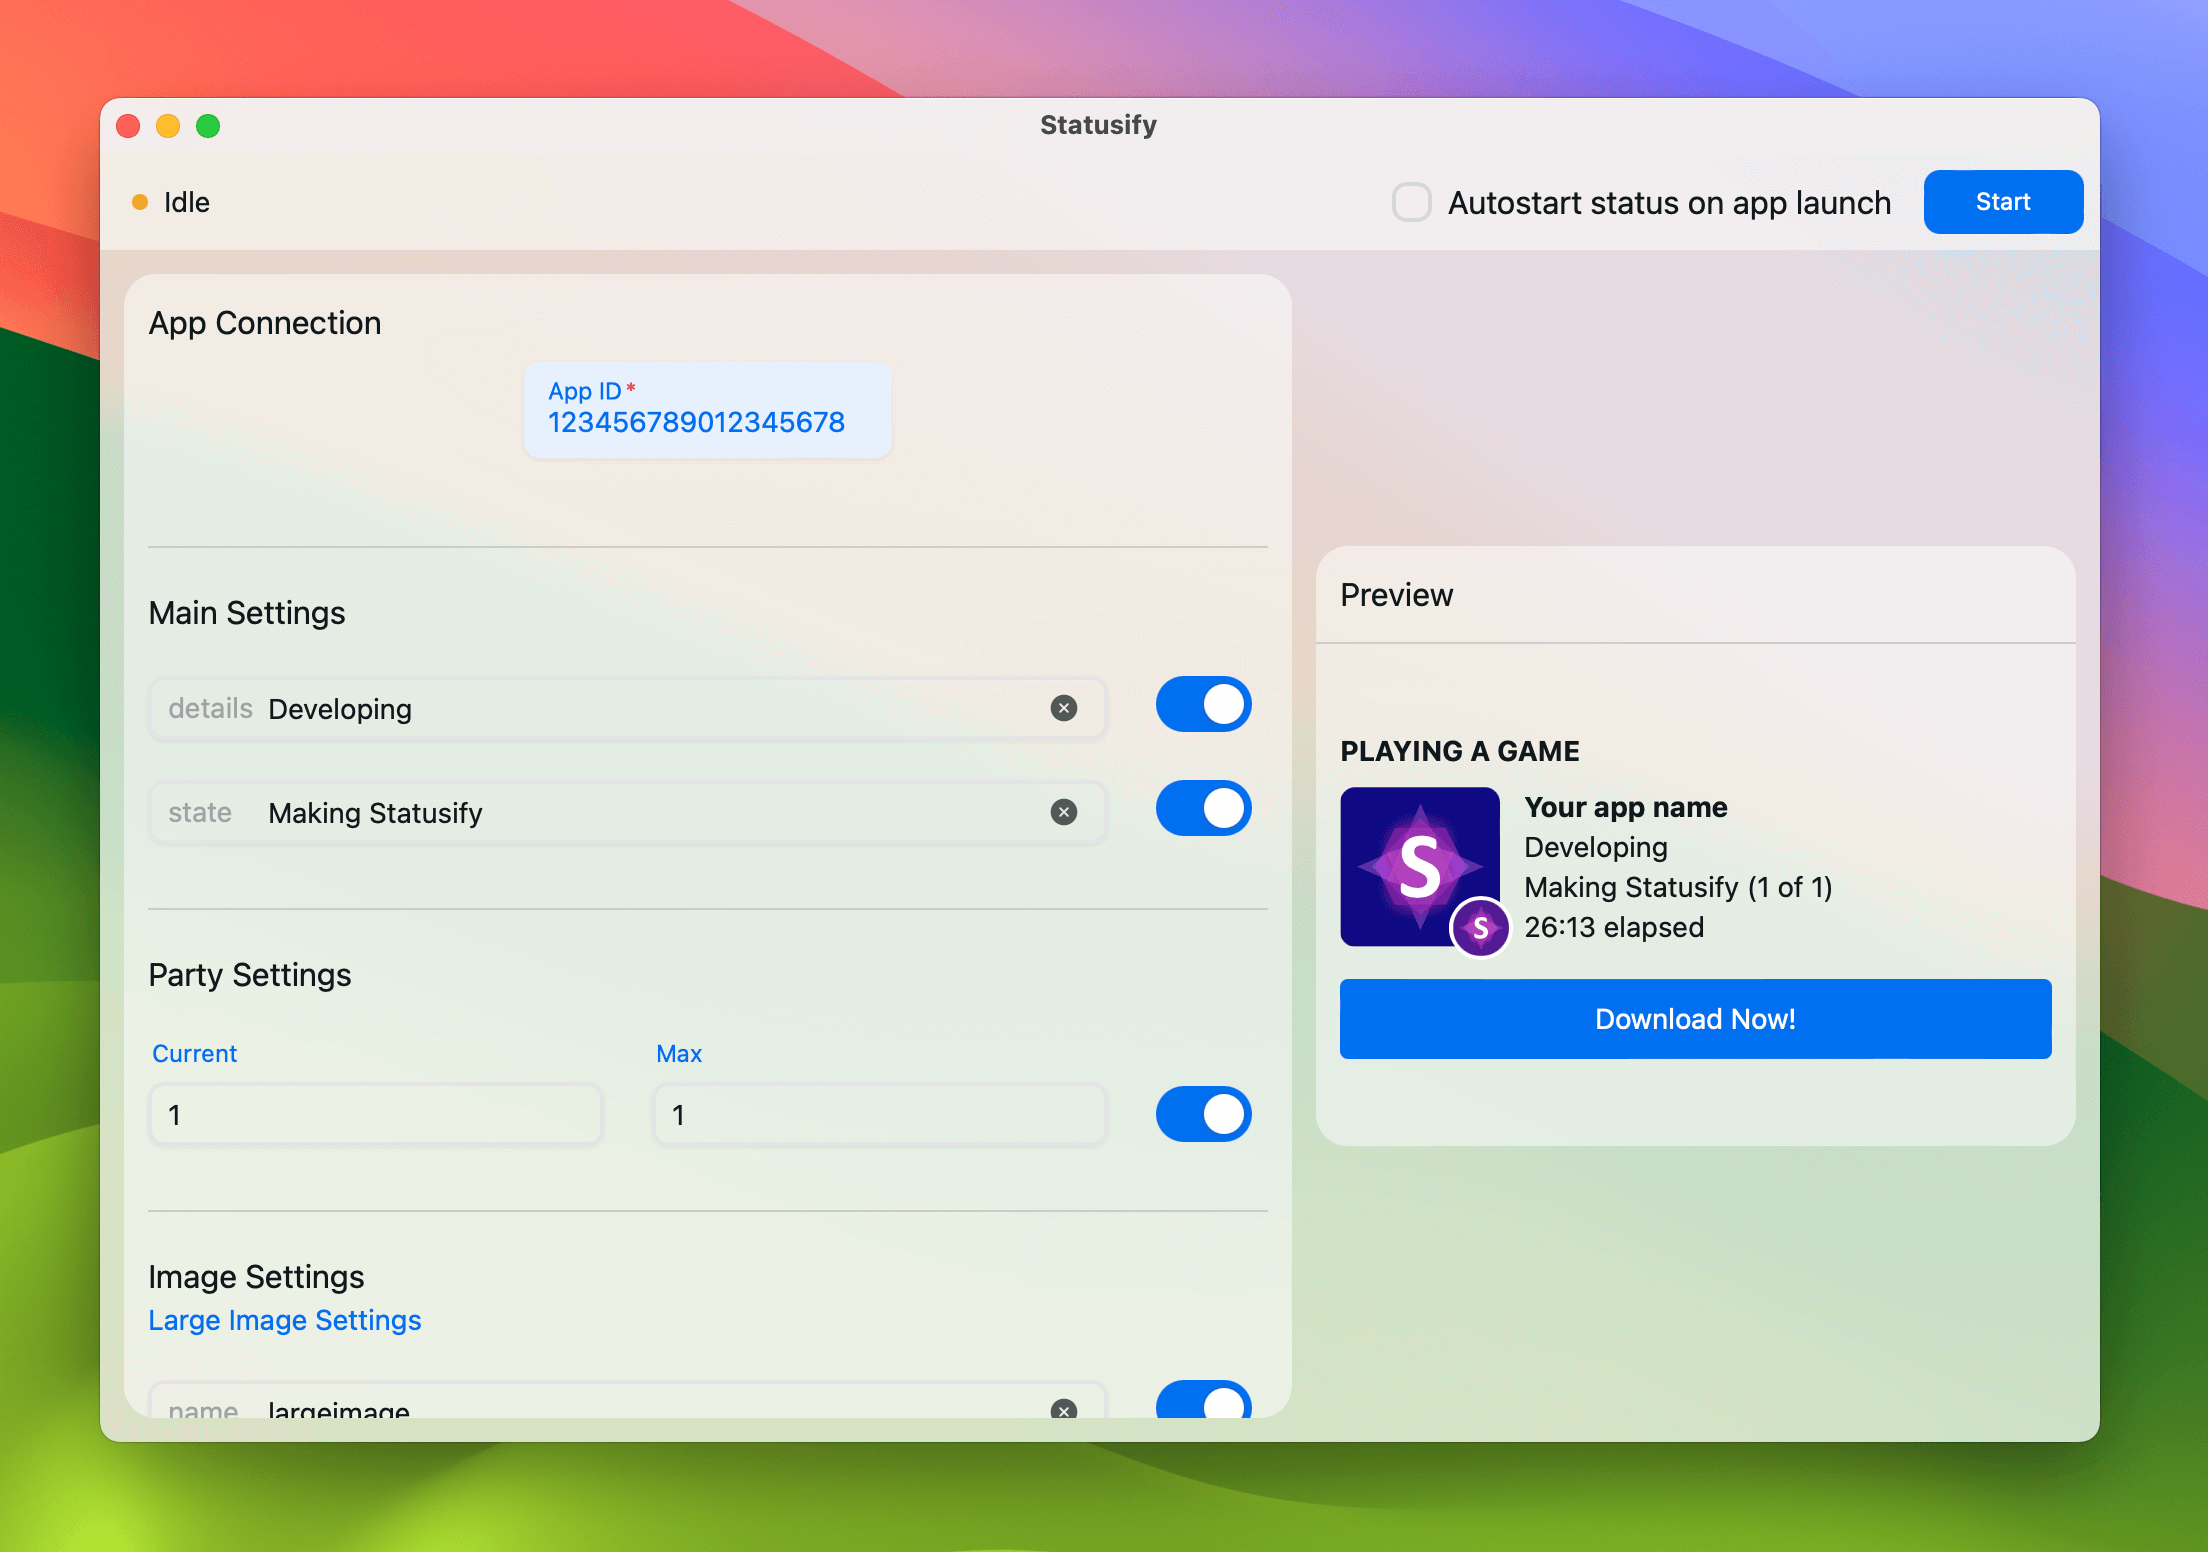 Statusify
Idle
Autostart status on app launch
Start
App Connection
App ID*
123456789012345678
Main Settings
details Developing
state Making Statusify
Party Settings
Current Max
1 1
Image Settings
Large Image Settings
name largeimage
Preview
PLAYING A GAME
S
S
Your app name
Developing
Making Statusify (1 of 1)
26:13 elapsed
Download Now!